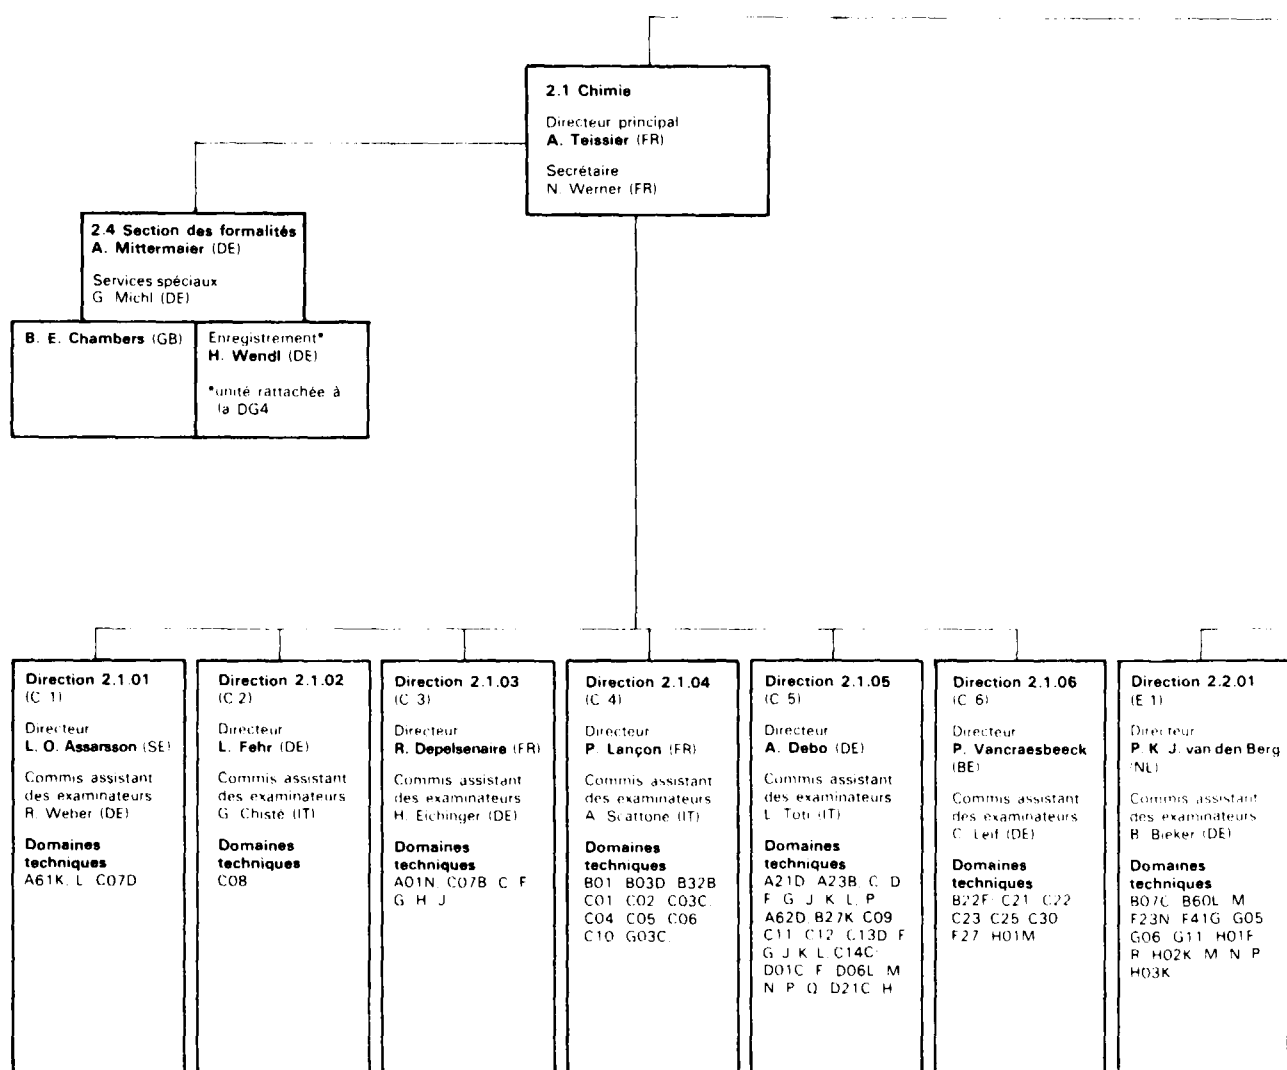 2.1 Chimie
Directeur principal
A. Teissier (FR)
Secrétaire
N. Werner (FR)
2.4 Section des formalités
A. Mittermaier (DE)
Services spéciaux
G. Michl (DE)
B. E. Chambers (GB)
Enregistrement*
H. Wendl (DE)
*unité rattachée à
la DG4
Direction 2.1.01
(C 1)
Directeur
L. O. Assarsson (SE)
Commis assistant
des examinateurs
R. Weber (DE)
Domaines
techniques
A61K, L C07D
Direction 2.1.02
(C 2)
Directeur
L. Fehr (DE)
Commis assistant
des examinateurs
G. Chisté (IT)
Domaines
techniques
C08
Direction 2.1.03
(C 3)
Directeur
R. Depelsenaire (FR)
Commis assistant
des examinateurs
H. Eichinger (DE)
Domaines
techniques
A01N, C07B C F
G H J
Direction 2.1.04
(C 4)
Directeur
P. Lançon (FR)
Commis assistant
des examinateurs
A. Scattone (IT)
Domaines
techniques
B01 B03D B32B
C01 C02 C03C,
C04 C05 C06
C10 G03C,
Direction 2.1.05
(C 5)
Directeur
A. Debo (DE)
Commis assistant
des examinateurs
L. Toti (IT)
Domaines
techniques
A21D A23B, C D
F G J K L, P
A62D, B27K C09
C11 C12 C13D F
G J K L, C14C
D01C F D06L M
N P Q D21C H
Direction 2.1.06
(C 6)
Directeur
P. Vancraesbeeck
(BE)
Commis assistant
des examinateurs
C. Leif (DE)
Domaines
techniques
B22F C21 C22
C23 C25 C30
F27 H01M
Direction 2.2.01
(E 1)
Directeur
P. K. J. van den Berg
(NL)
Commis assistant
des examinateurs
B. Bieker (DE)
Domaines
techniques
B07C B60L M
F23N F41G G05
G06 G11 H01F
R H02K M N P
H03K